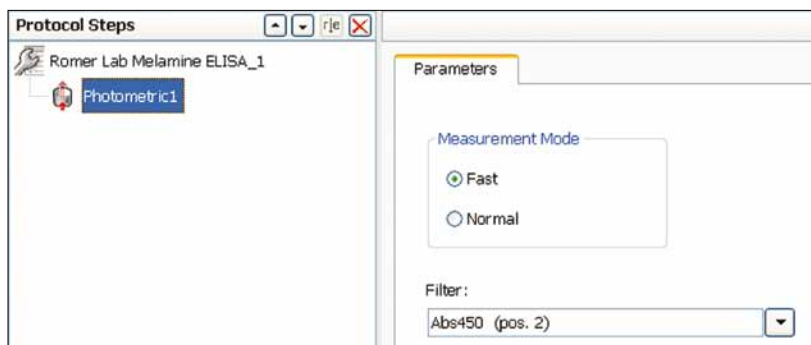 Protocol Steps
r|e
Romer Lab Melamine ELISA_1
Photometric1
Parameters
Measurement Mode
Fast
Normal
Filter:
Abs450 (pos. 2)